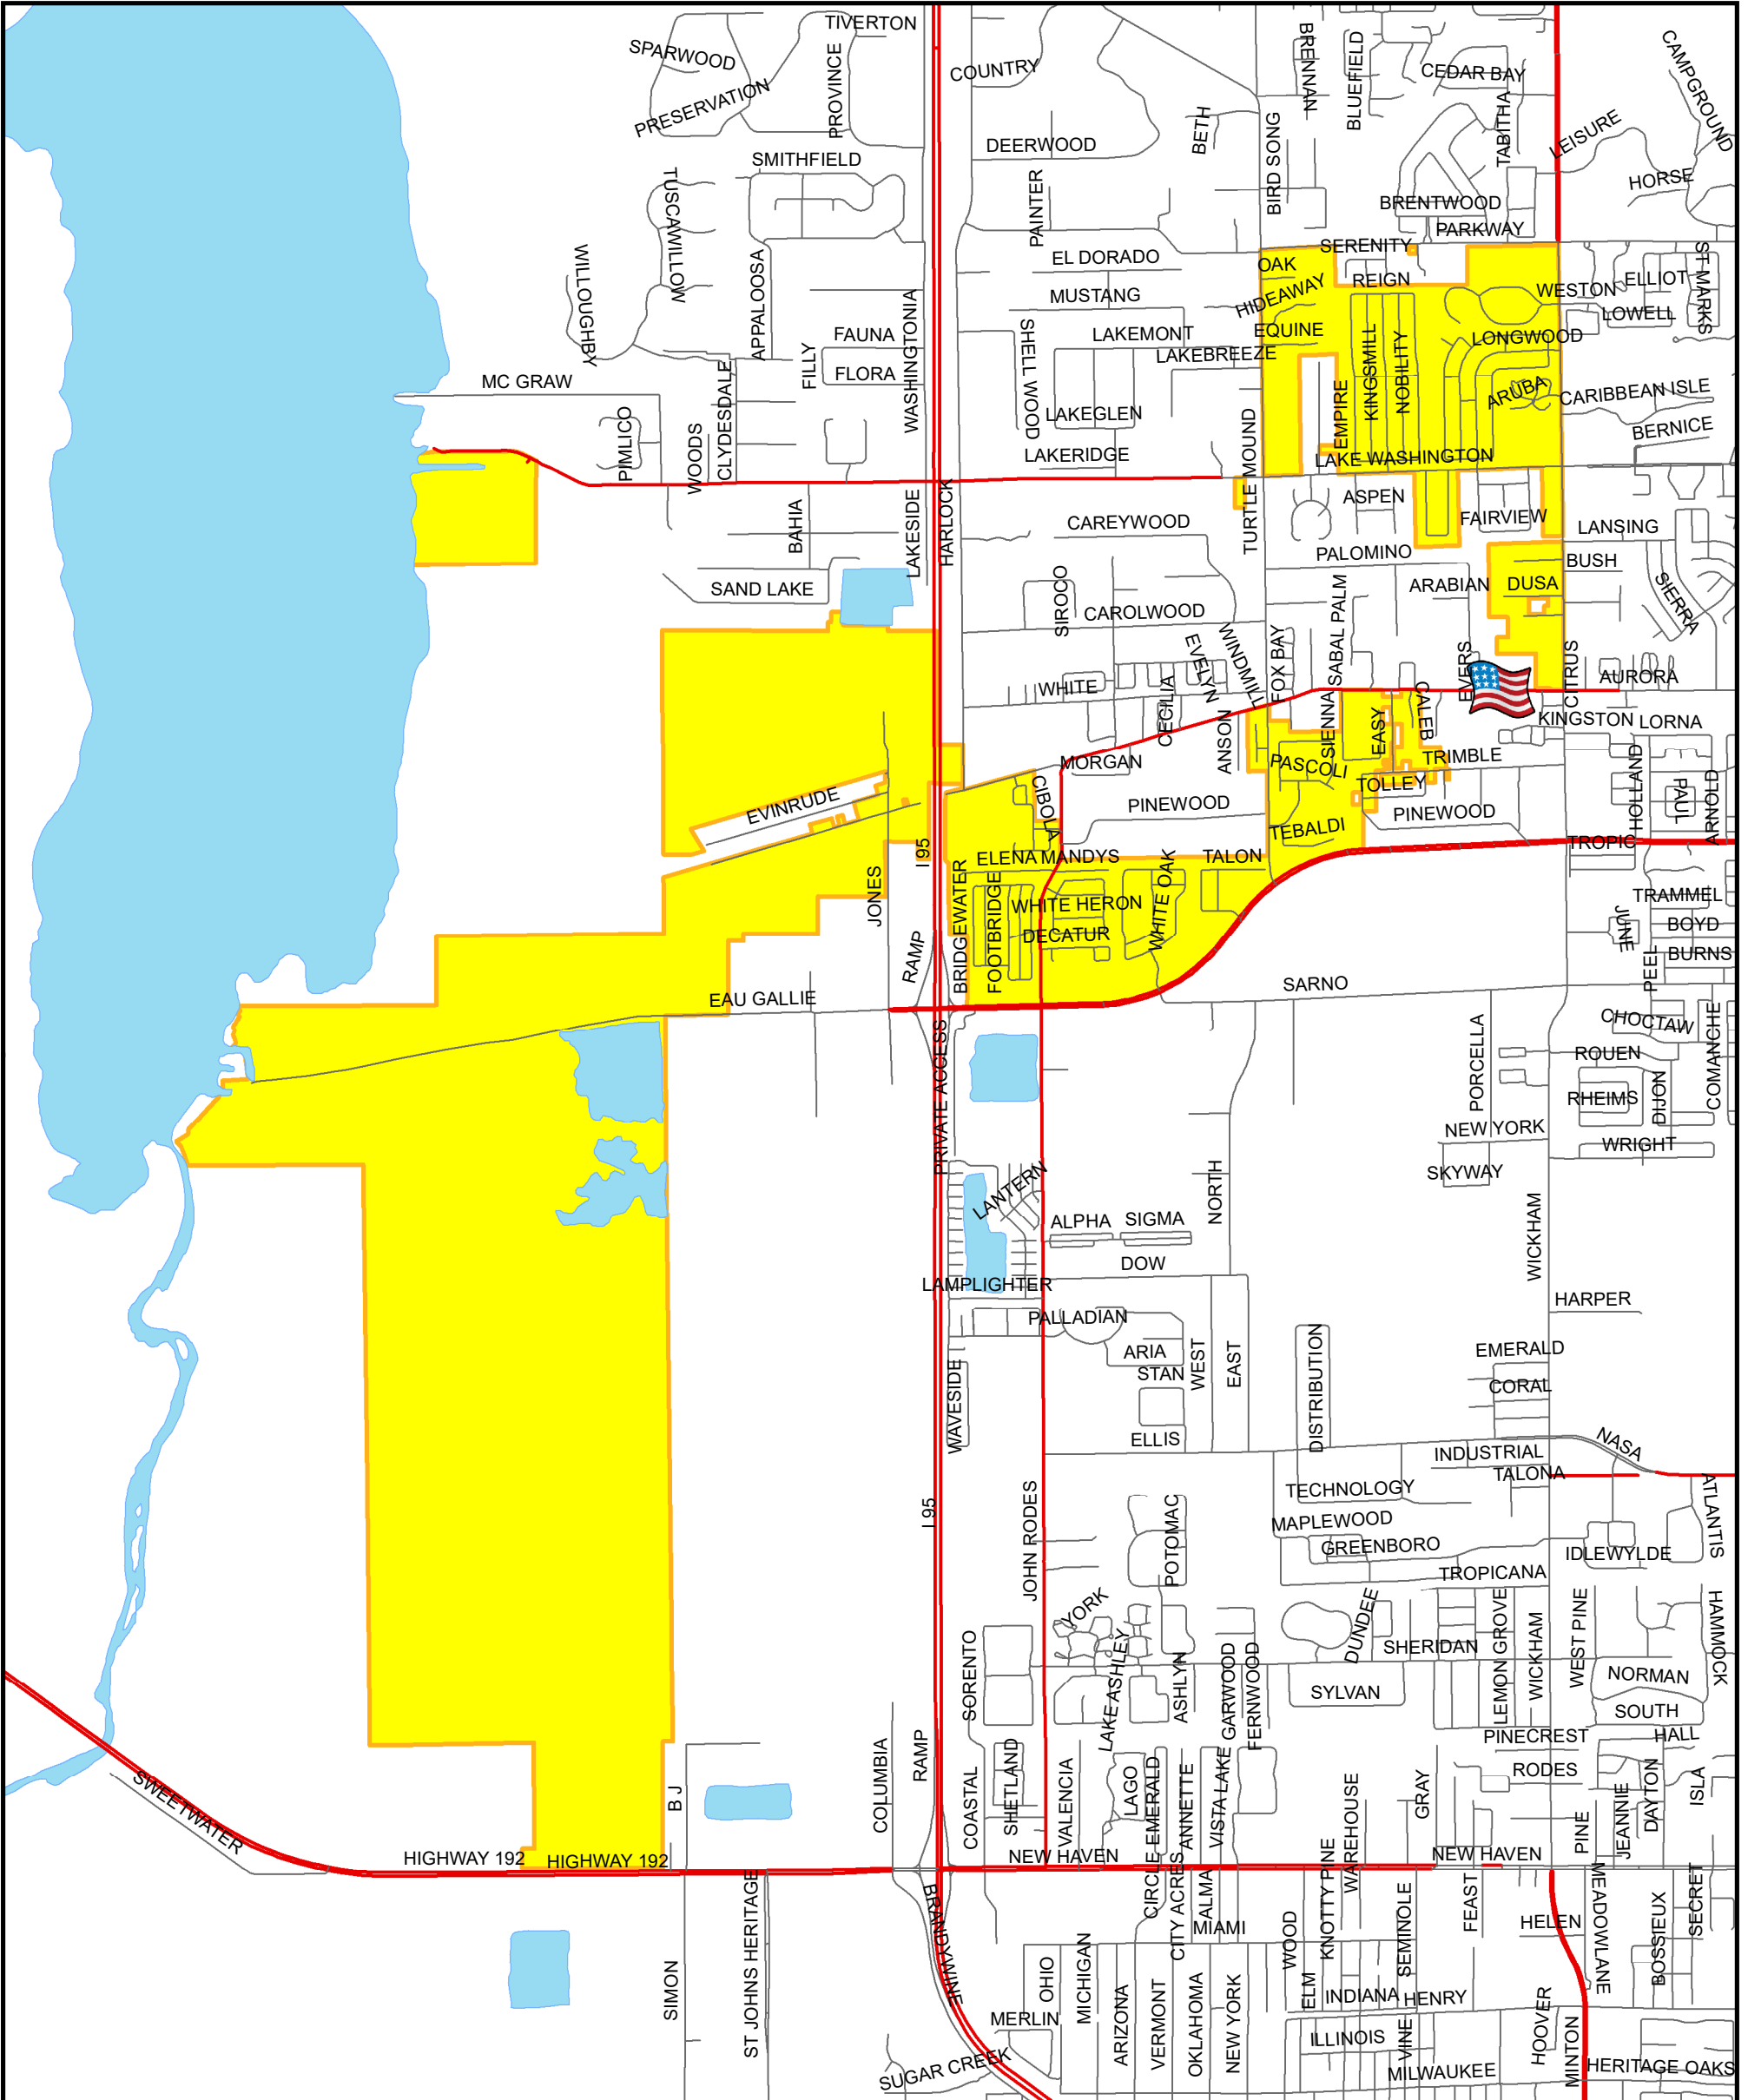 TIVERTON
SPARWOOD
PROVINCE
COUNTRY
BRENNAN
BLUEFIELD
CEDAR BAY
CAMPGROUND
PRESERVATION
TABITHA
LEISURE
BETH
DEERWOOD
BIRD SONG
SMITHFIELD
HORSE
TUSCAWILLOW
PAINTER
BRENTWOOD
PARKWAY
SERENITY
WILLOUGHBY
APPALOOSA
EL DORADO
OAK
REIGN
ST MARKS
ELLIOT
WESTON
MUSTANG
HIDEAWAY
LOWELL
WASHINGTONIA
FAUNA
SHELL WOOD
LAKEMONT
EQUINE
LONGWOOD
LAKEBREEZE
KINGSMILL
NOBILITY
FILLY
FLORA
MC GRAW
CLYDESDALE
EMPIRE
ARUBA
CARIBBEAN ISLE
LAKEGLEN
BERNICE
PIMLICO
WOODS
LAKERIDGE
TURTLE MOUND
LAKE WASHINGTON
ASPEN
BAHIA
LAKESIDE
HARLOCK
CAREYWOOD
FAIRVIEW
LANSING
PALOMINO
BUSH
SAND LAKE
SIROCO
CAROLWOOD
SABAL PALM
ARABIAN
DUSA
SIERRA
EVELYN
WINDMILL
FOX BAY
EVERS
CITRUS
AURORA
WHITE
CECILIA
ANSON
SIENNA
EASY
CALEB
KINGSTON
LORNA
MORGAN
PASCOLI
TRIMBLE
TOLLEY
HOLLAND
PAUL
ARNOLD
EVINRUDE
CIBOLA
PINEWOOD
PINEWOOD
TEBALDI
I 95
TROPIC
ELENA MANDYS
TALON
JONES
BRIDGEWATER
FOOTBRIDGE
WHITE HERON
WHITE OAK
TRAMMEL
DECATUR
JUNE
BOYD
RAMP
PEEL
BURNS
EAU GALLIE
SARNO
PRIVATE ACCESS
PORCELLA
CHOCTAW
COMANCHE
ROUEN
RHEIMS
DIJON
NEW YORK
WRIGHT
SKYWAY
LANTERN
NORTH
ALPHA
SIGMA
WICKHAM
DOW
LAMPLIGHTER
HARPER
PALLADIAN
ARIA
STAN
WEST
EAST
DISTRIBUTION
EMERALD
CORAL
WAVESIDE
ELLIS
INDUSTRIAL
NASA
TALONA
TECHNOLOGY
ATLANTIS
I 95
JOHN RODES
POTOMAC
MAPLEWOOD
GREENBORO
IDLEWYLDE
TROPICANA
YORK
DUNDEE
LEMON GROVE
WICKHAM
WEST PINE
HAMMOCK
SORENTO
LAKE ASHLEY
ASHLYN
GARWOOD
FERNWOOD
SHERIDAN
NORMAN
SYLVAN
SOUTH
PINECREST
HALL
COLUMBIA
RAMP
COASTAL
SHETLAND
VALENCIA
LAGO
CIRCLE EMERALD
ANNETTE
VISTA LAKE
WAREHOUSE
GRAY
RODES
PINE
JEANNIE
DAYTON
ISLA
B J
SWEETWATER
HIGHWAY 192
HIGHWAY 192
NEW HAVEN
NEW HAVEN
BRANDYWINE
ST JOHNS HERITAGE
SIMON
CITY ACRES
ALMA
MIAMI
WOOD
KNOTTY PINE
SEMINOLE
FEAST
HELEN
MEADOWLANE
BOSSIEUX
SECRET
OHIO
MICHIGAN
ARIZONA
VERMONT
OKLAHOMA
NEW YORK
ELM
INDIANA
HENRY
MERLIN
ILLINOIS
VINE
HOOVER
MINTON
SUGAR CREEK
MILWAUKEE
HERITAGE OAKS